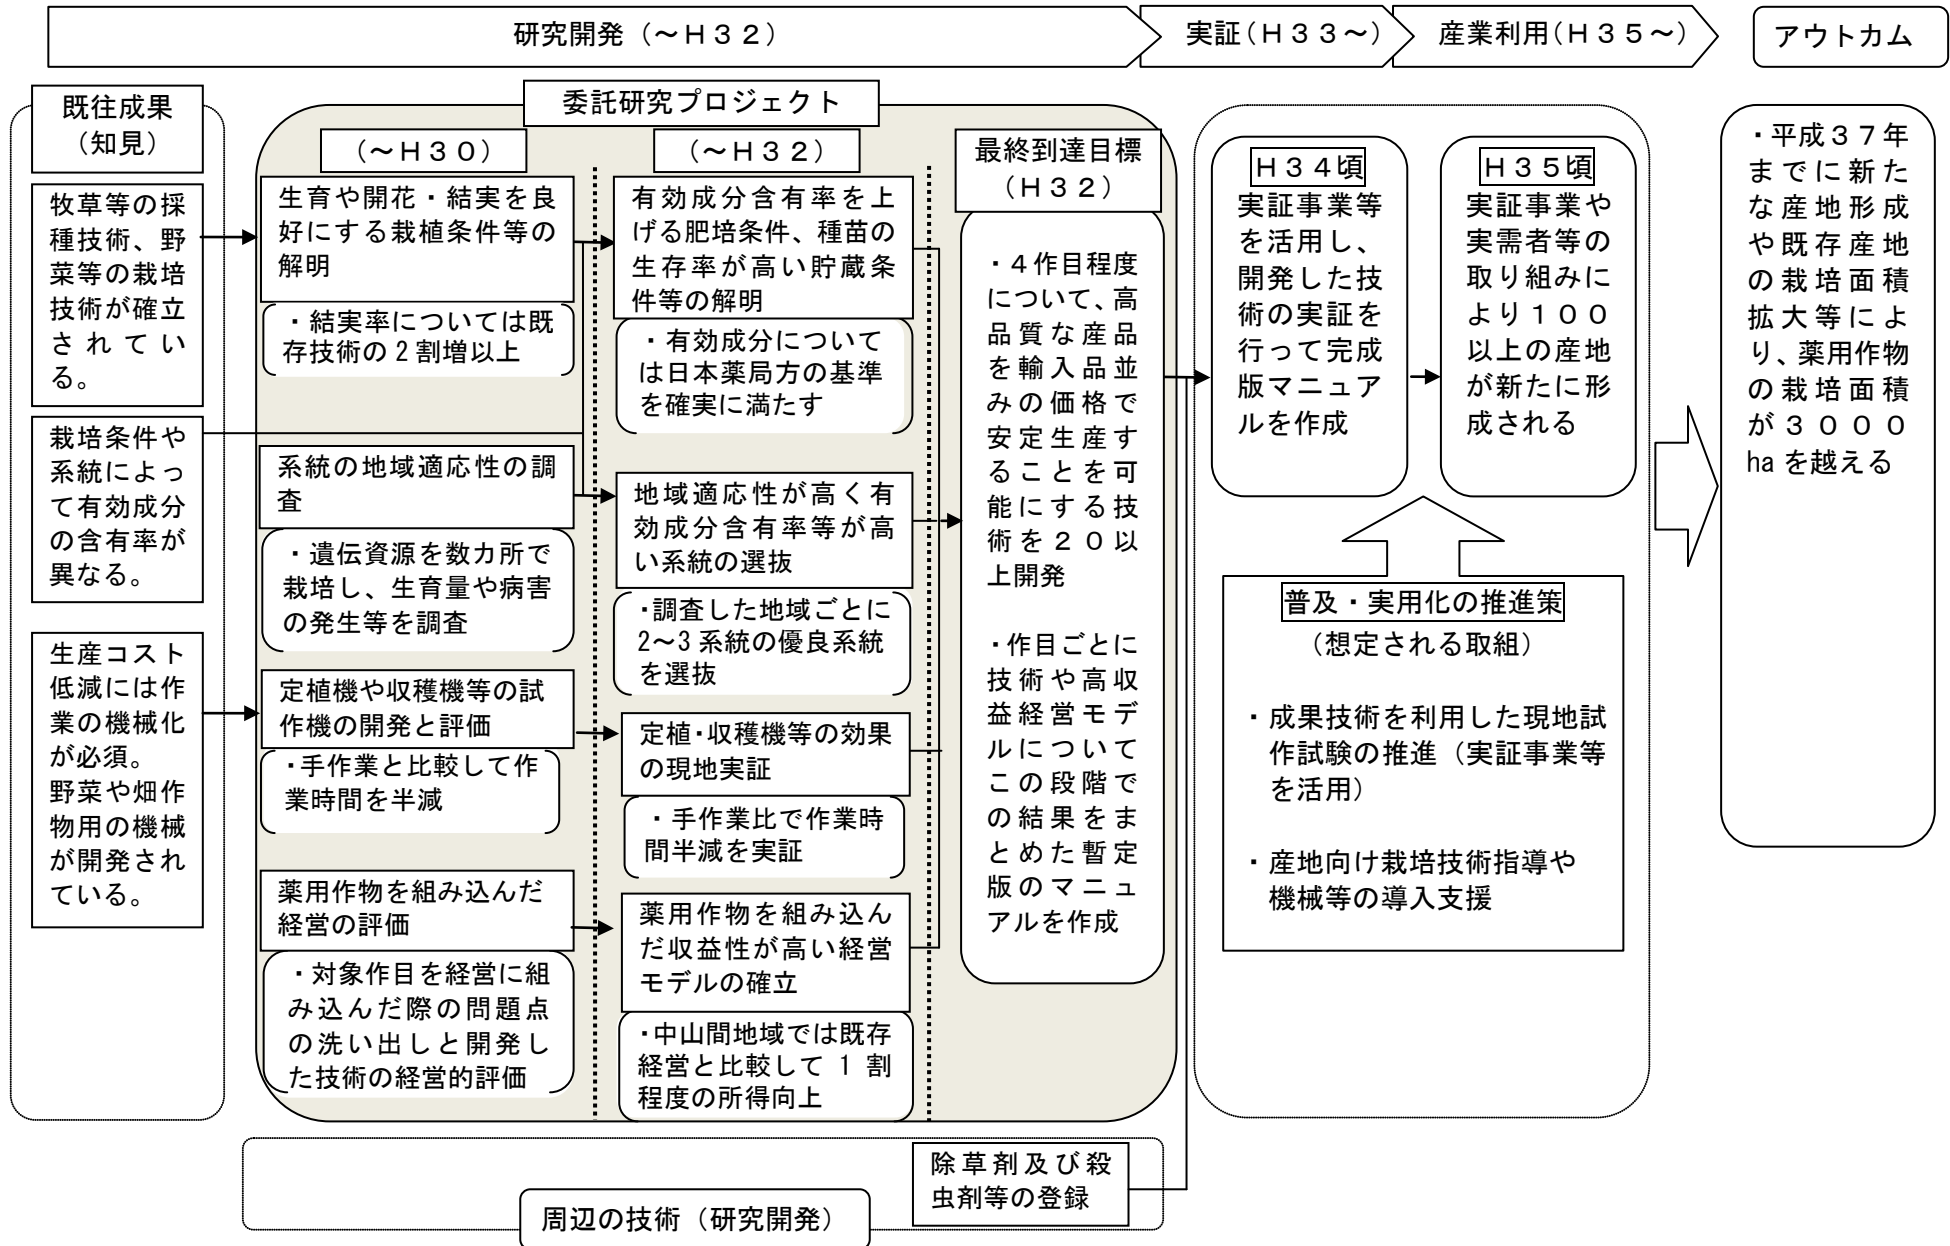 研究開発（～Ｈ３２）
実証（Ｈ３３～）
産業利用（Ｈ３５～）
アウトカム
既往成果
（知見）
牧草等の採
種技術、野
菜等の栽培
技術が確立
されてい
る。
栽培条件や
系統によっ
て有効成分
の含有率が
異なる。
生産コスト
低減には作
業の機械化
が必須。
野菜や畑作
物用の機械
が開発され
ている。
委託研究プロジェクト
（～Ｈ３０）
生育や開花・結実を良
好にする栽植条件等の
解明
・結実率については既
存技術の2割増以上
系統の地域適応性の調
査
・遺伝資源を数カ所で
栽培し、生育量や病害
の発生等を調査
定植機や収穫機等の試
作機の開発と評価
・手作業と比較して作
業時間を半減
薬用作物を組み込んだ
経営の評価
・対象作目を経営に組
み込んだ際の問題点
の洗い出しと開発し
た技術の経営的評価
（～Ｈ３２）
有効成分含有率を上
げる肥培条件、種苗の
生存率が高い貯蔵条
件等の解明
・有効成分について
は日本薬局方の基準
を確実に満たす
地域適応性が高く有
効成分含有率等が高
い系統の選抜
・調査した地域ごとに
2～3系統の優良系統
を選抜
定植・収穫機等の効果
の現地実証
・手作業比で作業時
間半減を実証
薬用作物を組み込ん
だ収益性が高い経営
モデルの確立
・中山間地域では既存
経営と比較して 1 割
程度の所得向上
最終到達目標
（Ｈ３２）
・４作目程度
について、高
品質な産品
を輸入品並
みの価格で
安定生産す
ることを可
能にする技
術を２０以
上開発
・作目ごとに
技術や高収
益経営モデ
ルについて
この段階で
の結果をま
とめた暫定
版のマニュ
アルを作成
Ｈ３４頃
実証事業等
を活用し、
開発した技
術の実証を
行って完成
版マニュア
ルを作成
Ｈ３５頃
実証事業や
実需者等の
取り組みに
より１００
以上の産地
が新たに形
成される
普及・実用化の推進策
（想定される取組）
・成果技術を利用した現地試
作試験の推進（実証事業等
を活用）
・産地向け栽培技術指導や
機械等の導入支援
・平成３７年
までに新た
な産地形成
や既存産地
の栽培面積
拡大等によ
り、薬用作物
の栽培面積
が３０００
ha を越える
除草剤及び殺
虫剤等の登録
周辺の技術（研究開発）